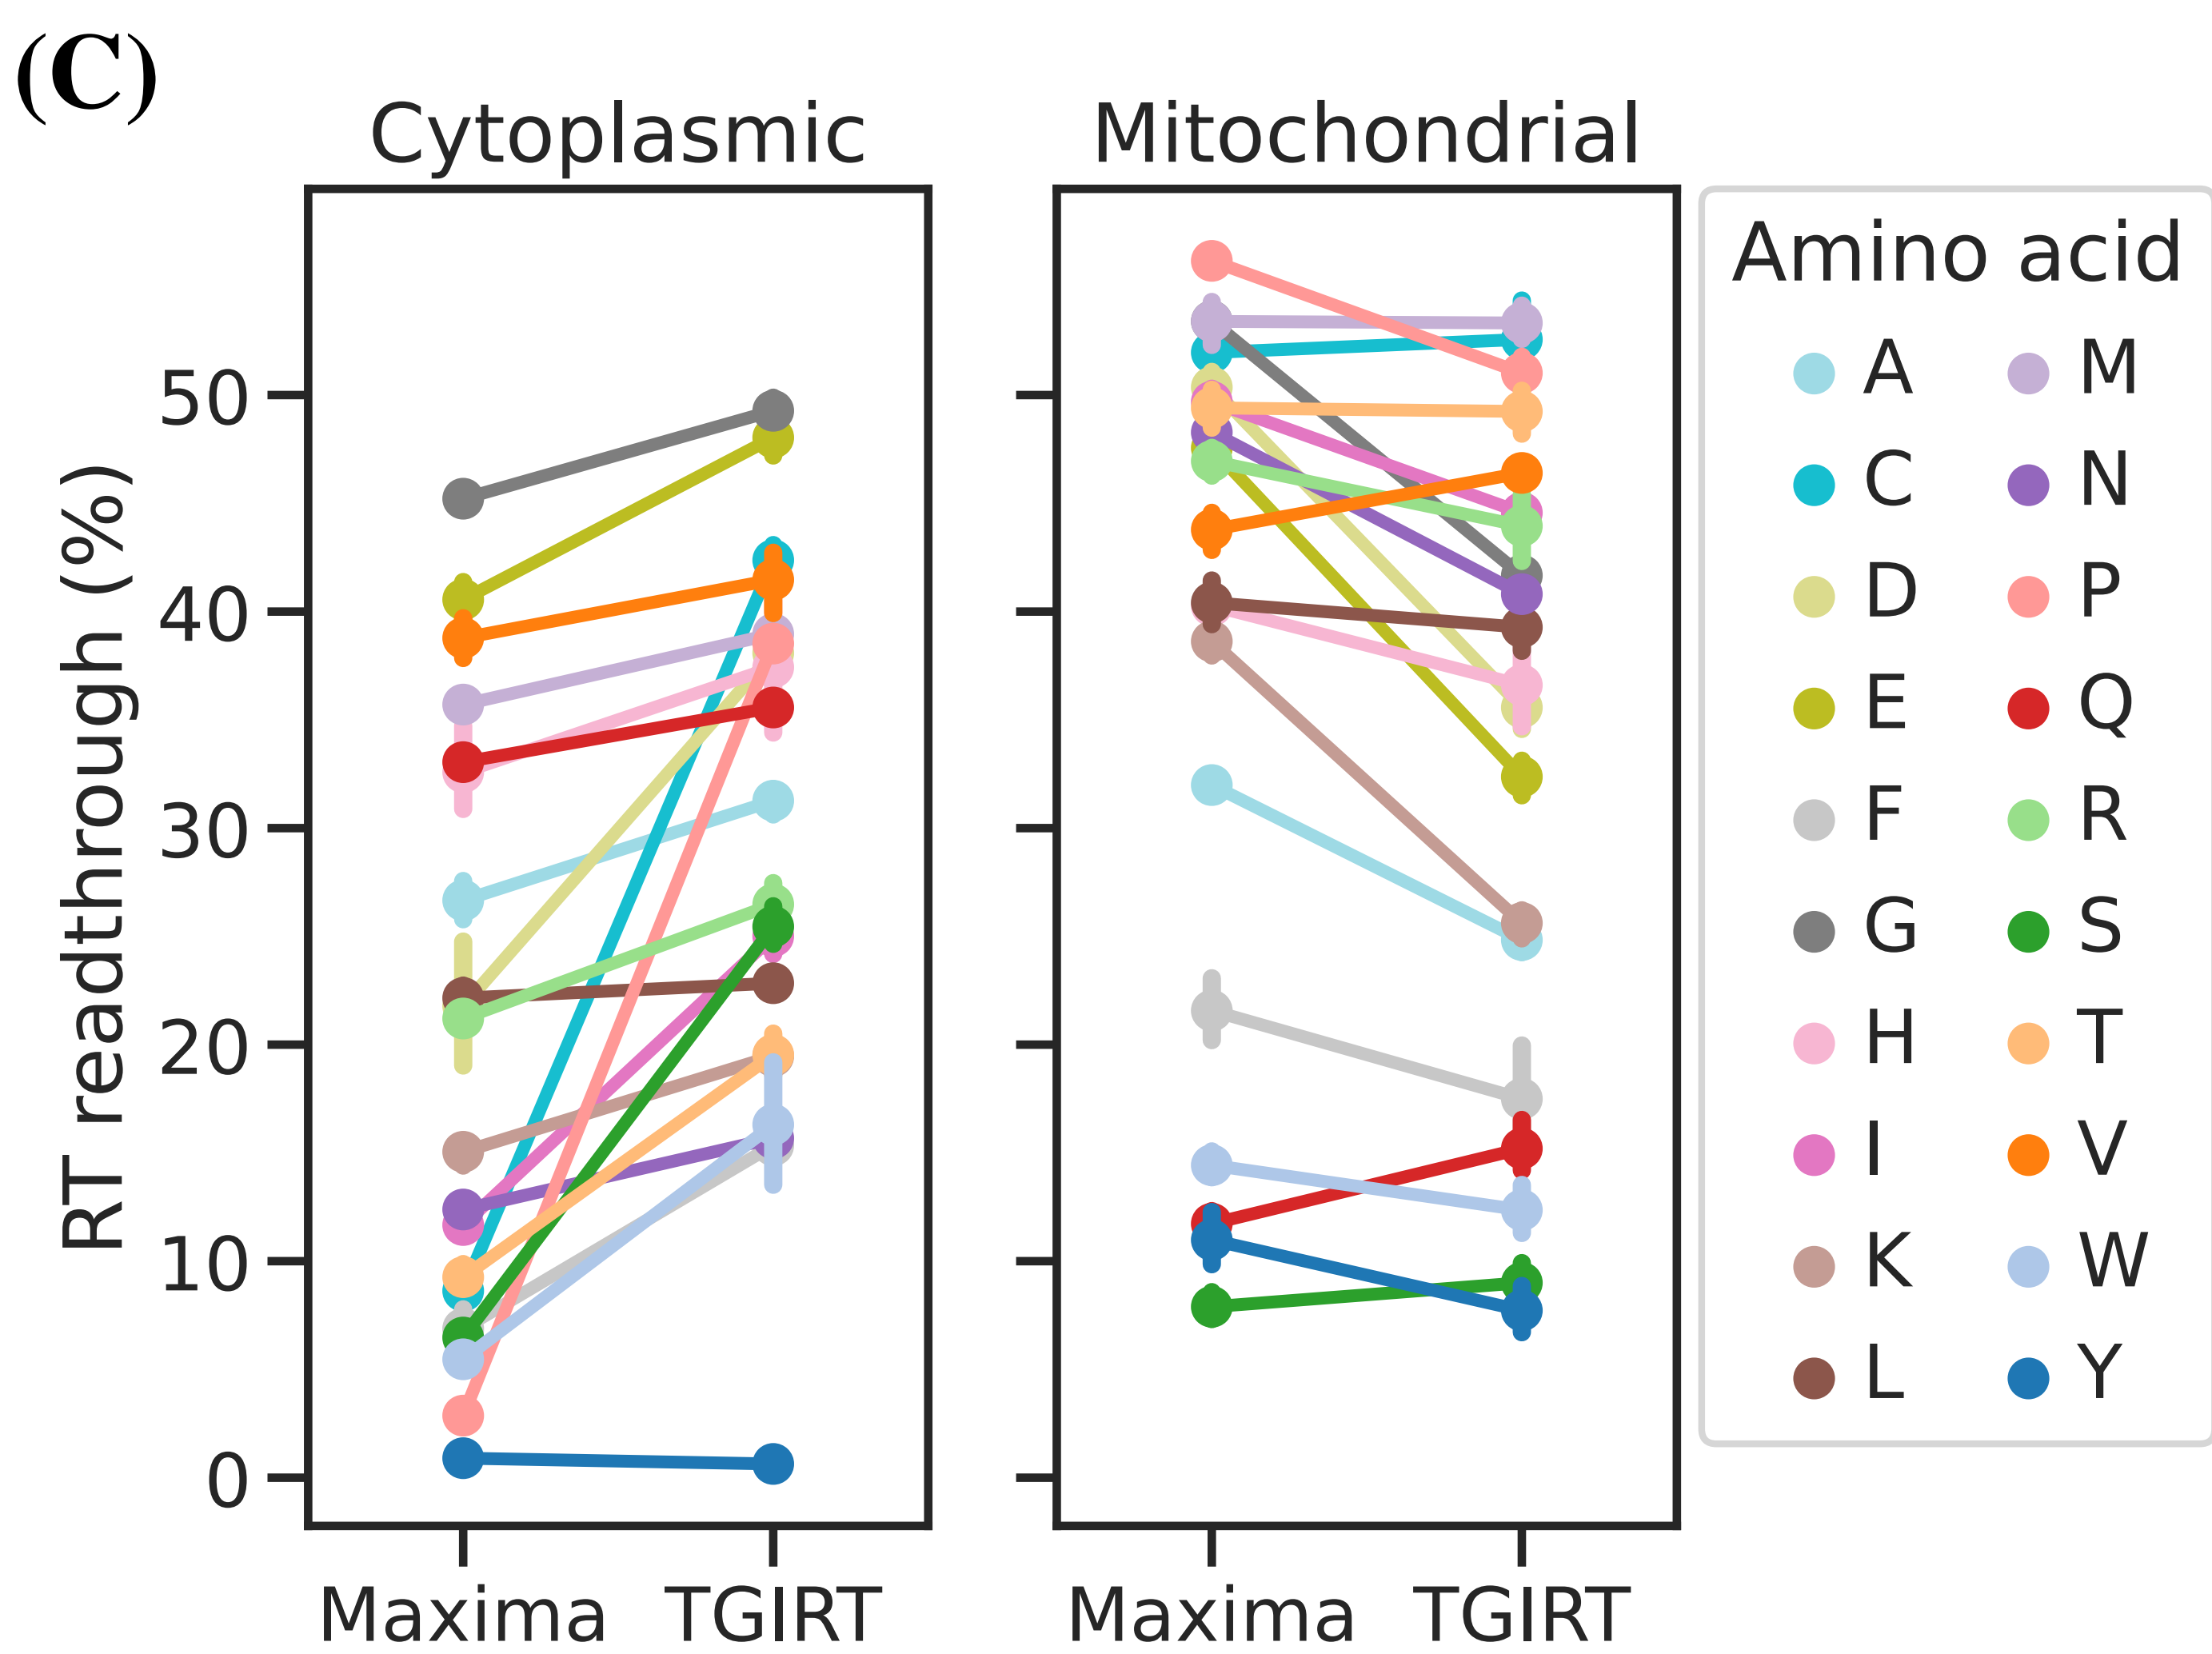 (C)
Cytoplasmic
Mitochondrial
RT readthrough (%)
50
40
30
20
10
0
Maxima TGIRT
Maxima TGIRT
Amino acid
A M
C N
D P
E Q
F R
G S
H T
I V
K W
L Y